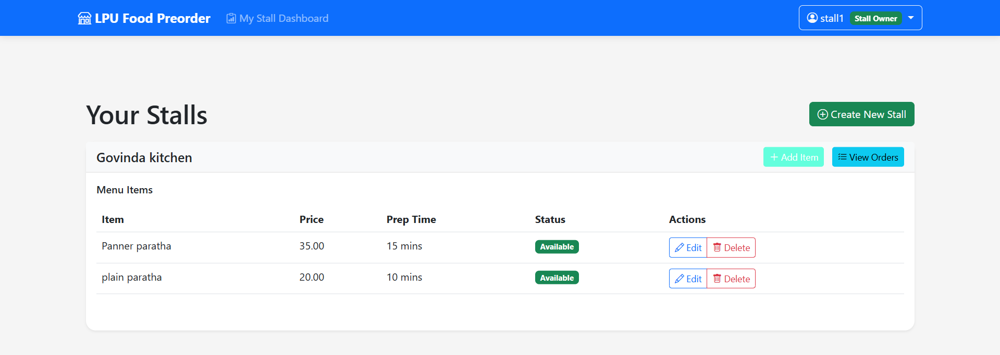 LPU Food Preorder My Stall Dashboard stall1 Stall Owner
Your Stalls Create New Stall
Govinda kitchen Add Item View Orders
Menu Items
Item Price Prep Time Status Actions
Panner paratha 35.00 15 mins Available Edit Delete
plain paratha 20.00 10 mins Available Edit Delete